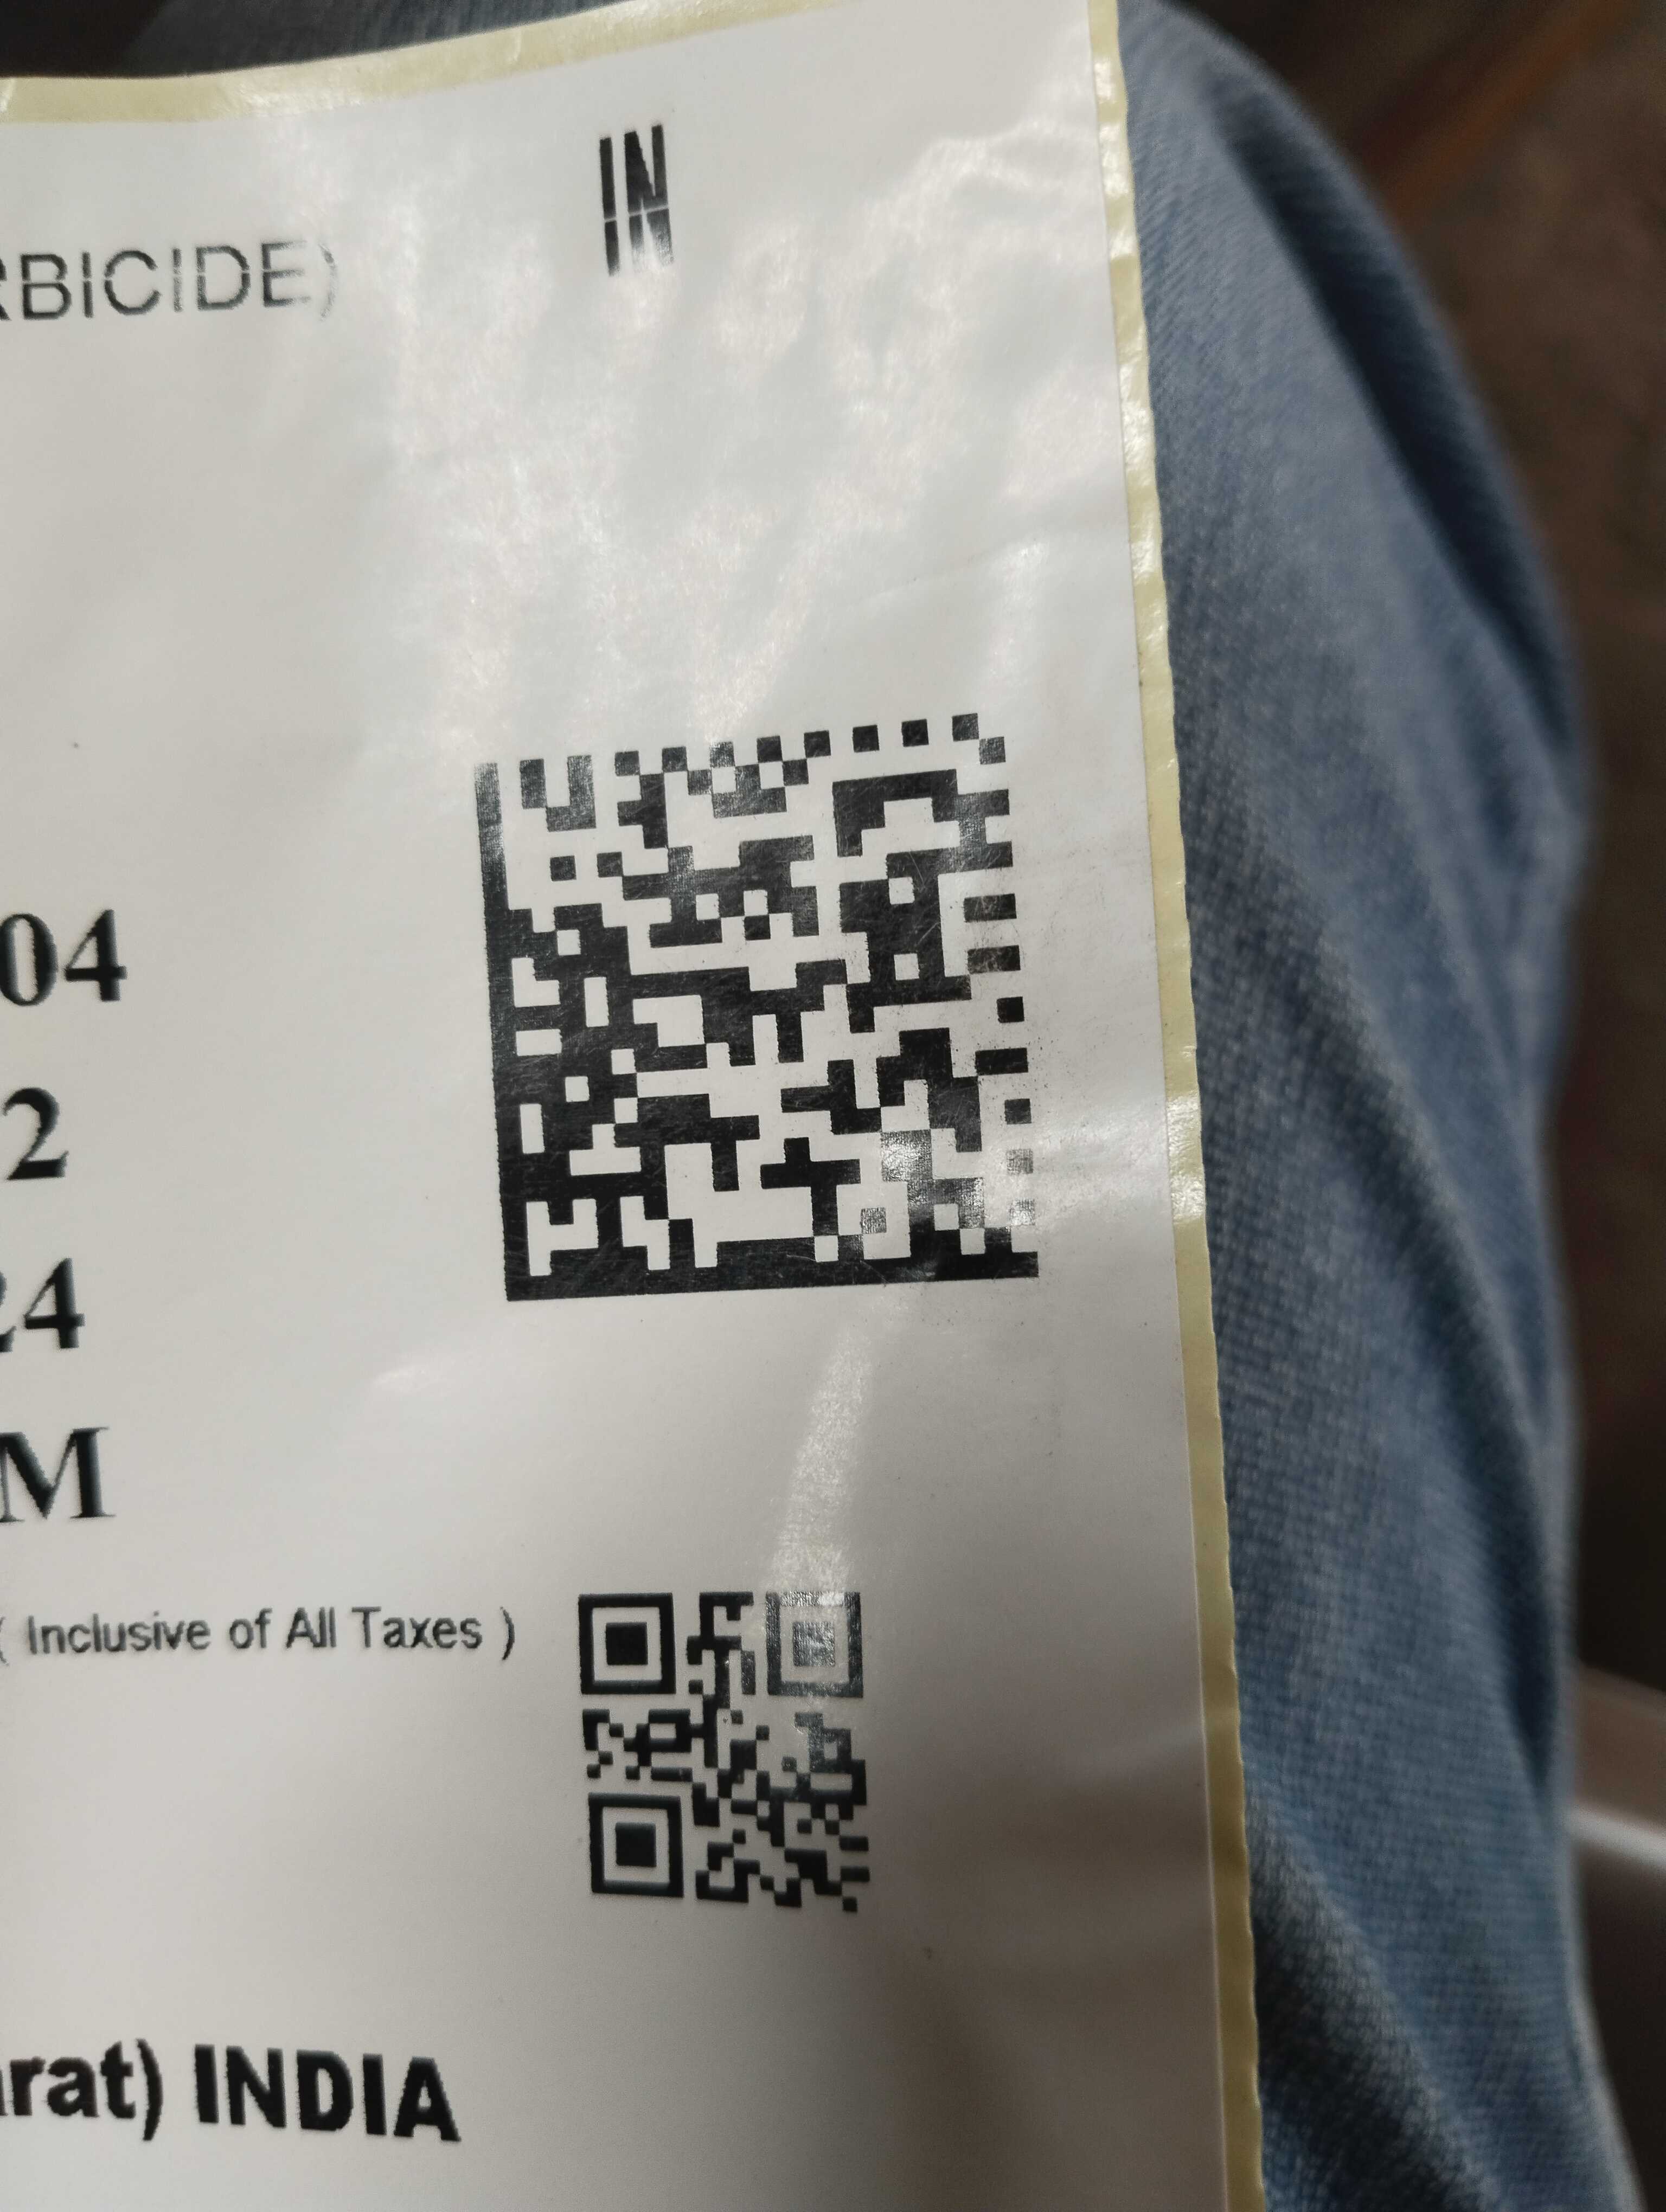 IN
RBICIDE)
04
2
24
M
( Inclusive of All Taxes )
arat) INDIA